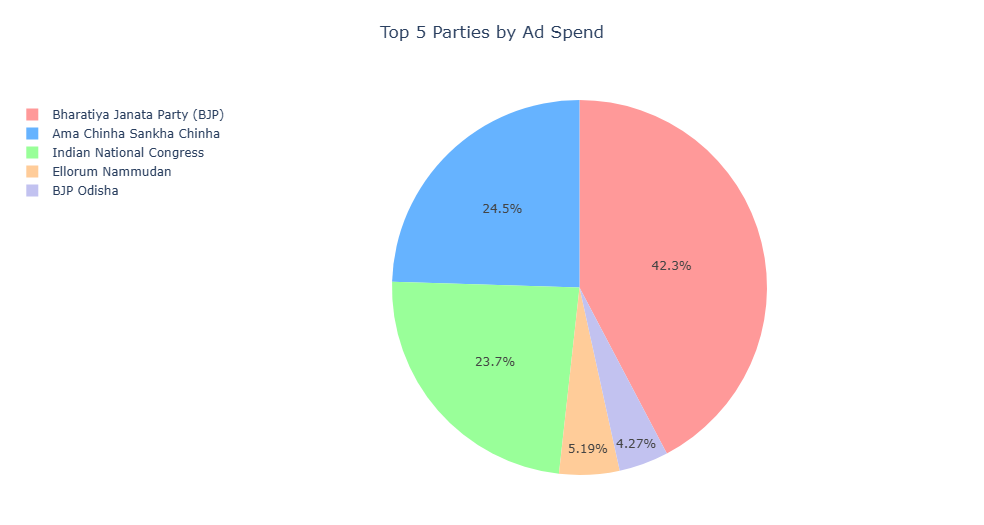 Top 5 Parties by Ad Spend
Bharatiya Janata Party (BJP)
Ama Chinha Sankha Chinha
Indian National Congress
Ellorum Nammudan
BJP Odisha
24.5%
42.3%
23.7%
5.19%
4.27%